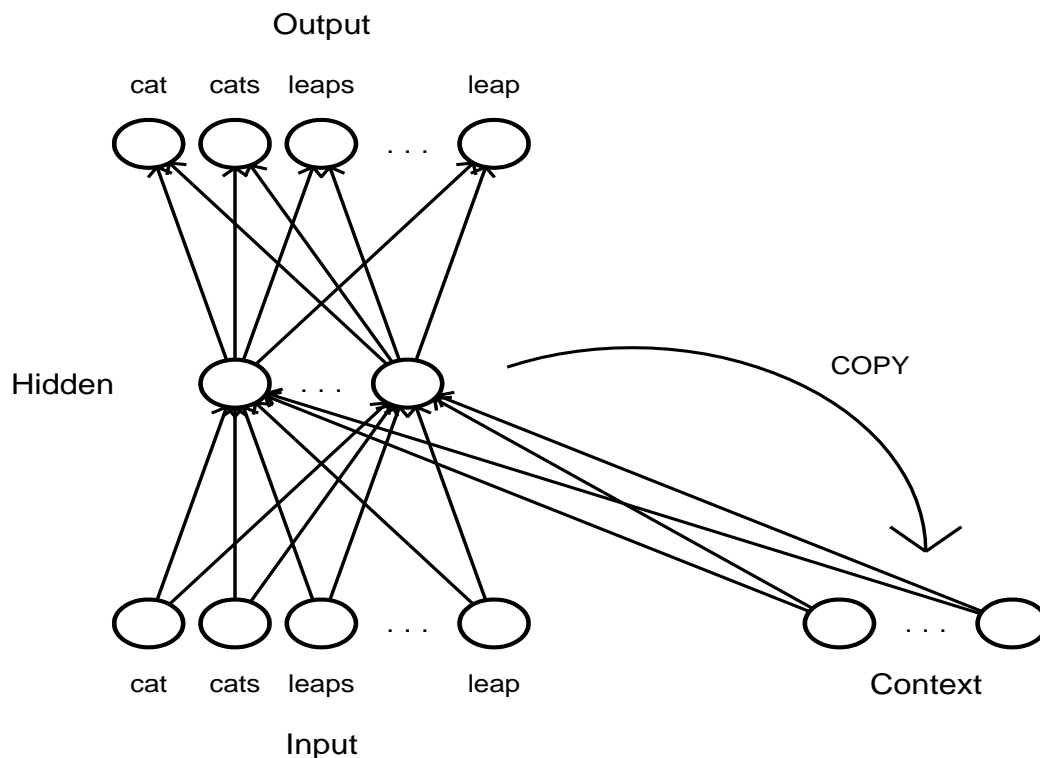 Output
cat cats leaps leap
. . .
COPY
Hidden . . .
. . . . . .
cat cats leaps leap Context
Input